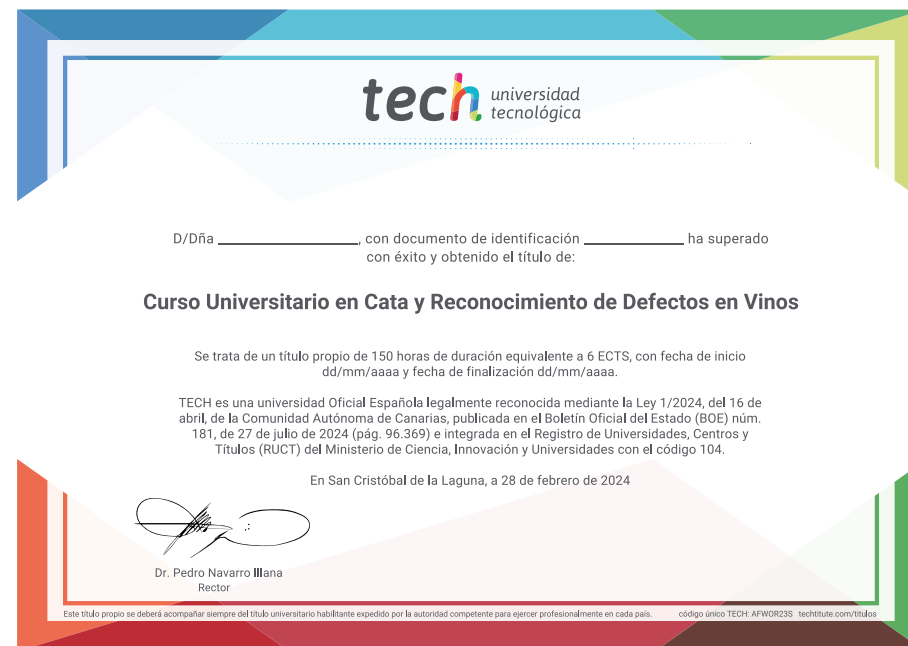 tech universidad
tecnológica
D/Dña ________________, con documento de identificación ____________ ha superado
con éxito y obtenido el título de:
Curso Universitario en Cata y Reconocimiento de Defectos en Vinos
Se trata de un título propio de 150 horas de duración equivalente a 6 ECTS, con fecha de inicio
dd/mm/aaaa y fecha de finalización dd/mm/aaaa.
TECH es una universidad Oficial Española legalmente reconocida mediante la Ley 1/2024, del 16 de
abril, de la Comunidad Autónoma de Canarias, publicada en el Boletín Oficial del Estado (BOE) núm.
181, de 27 de julio de 2024 (pág. 96.369) e integrada en el Registro de Universidades, Centros y
Títulos (RUCT) del Ministerio de Ciencia, Innovación y Universidades con el código 104.
En San Cristóbal de la Laguna, a 28 de febrero de 2024
Dr. Pedro Navarro Illana
Rector
Este título propio se deberá acompañar siempre del título universitario habilitante expedido por la autoridad competente para ejercer profesionalmente en cada país. código único TECH: AFWOR23S techtitute.com/titulos